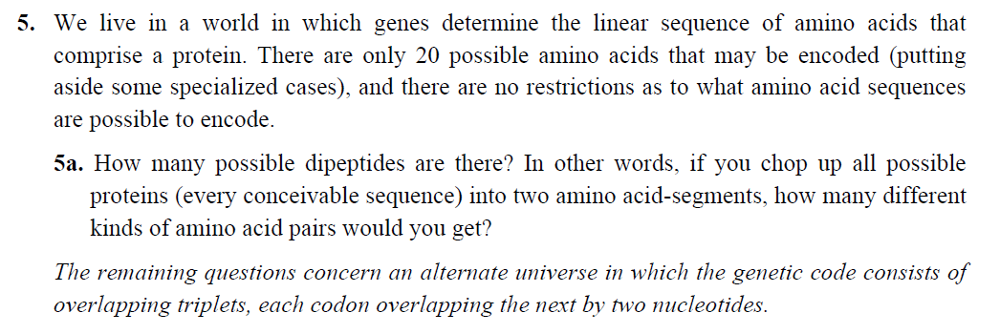 5. We live in a world in which genes determine the linear sequence of amino acids that
comprise a protein. There are only 20 possible amino acids that may be encoded (putting
aside some specialized cases), and there are no restrictions as to what amino acid sequences
are possible to encode.
5a. How many possible dipeptides are there? In other words, if you chop up all possible
proteins (every conceivable sequence) into two amino acid-segments, how many different
kinds of amino acid pairs would you get?
The remaining questions concern an alternate universe in which the genetic code consists of
overlapping triplets, each codon overlapping the next by two nucleotides.